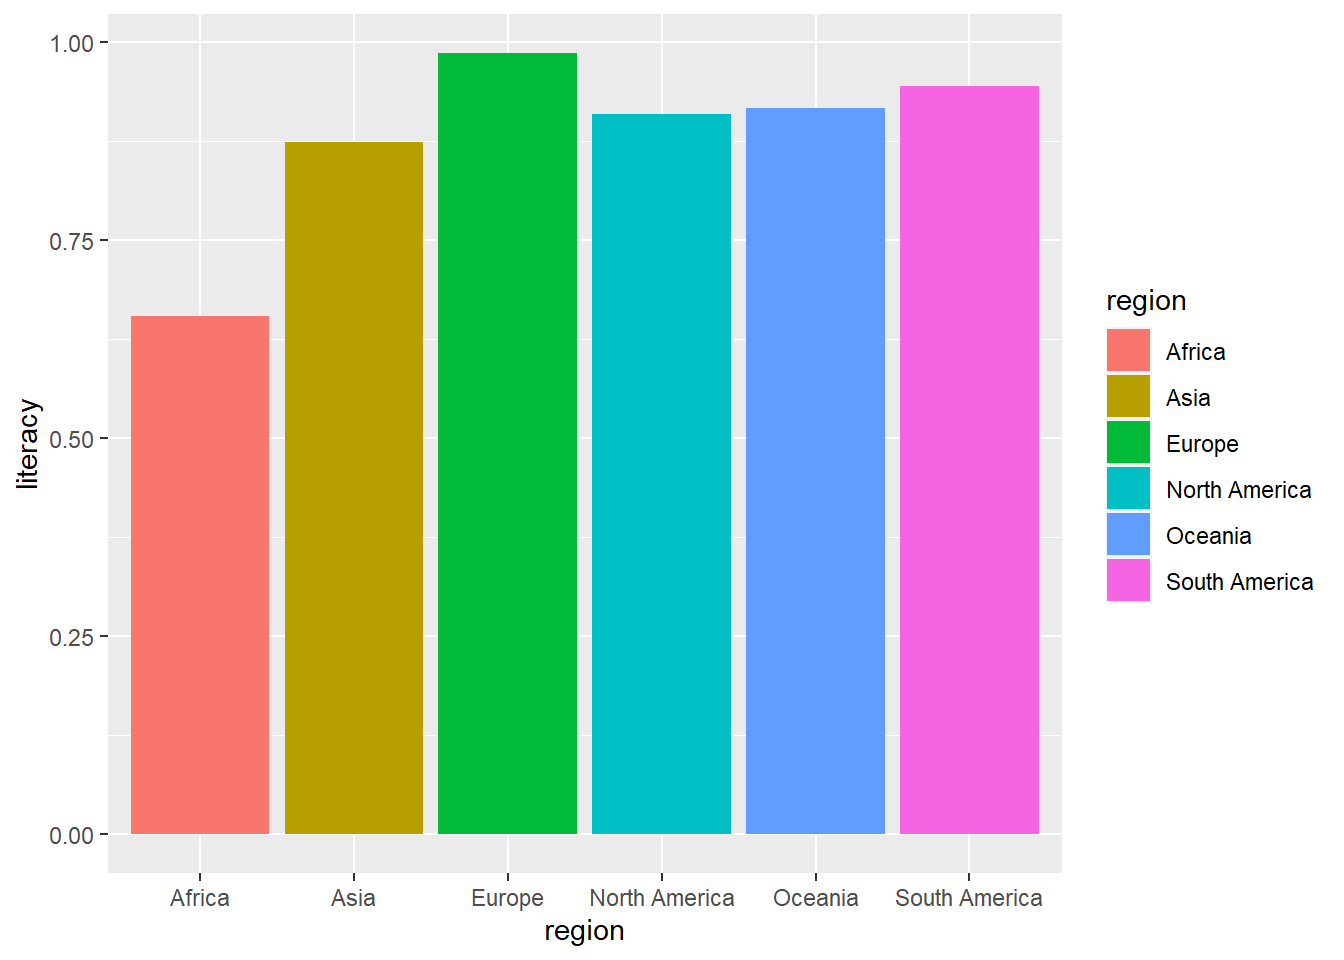 1.00
0.75
0.50
0.25
0.00
literacy
Africa
Asia
Europe
North America
Oceania
South America
region
region
Africa
Asia
Europe
North America
Oceania
South America